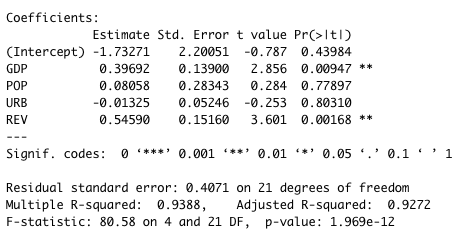 Coefficients:
Estimate Std. Error t value Pr(>|t|)
(Intercept) -1.73271 2.20051 -0.787 0.43984
GDP 0.39692 0.13900 2.856 0.00947 **
POP 0.08058 0.28343 0.284 0.77897
URB -0.01325 0.05246 -0.253 0.80310
REV 0.54590 0.15160 3.601 0.00168 **
---
Signif. codes: 0 ‘***’ 0.001 ‘**’ 0.01 ‘*’ 0.05 ‘.’ 0.1 ‘ ’ 1
Residual standard error: 0.4071 on 21 degrees of freedom
Multiple R-squared: 0.9388, Adjusted R-squared: 0.9272
F-statistic: 80.58 on 4 and 21 DF, p-value: 1.969e-12